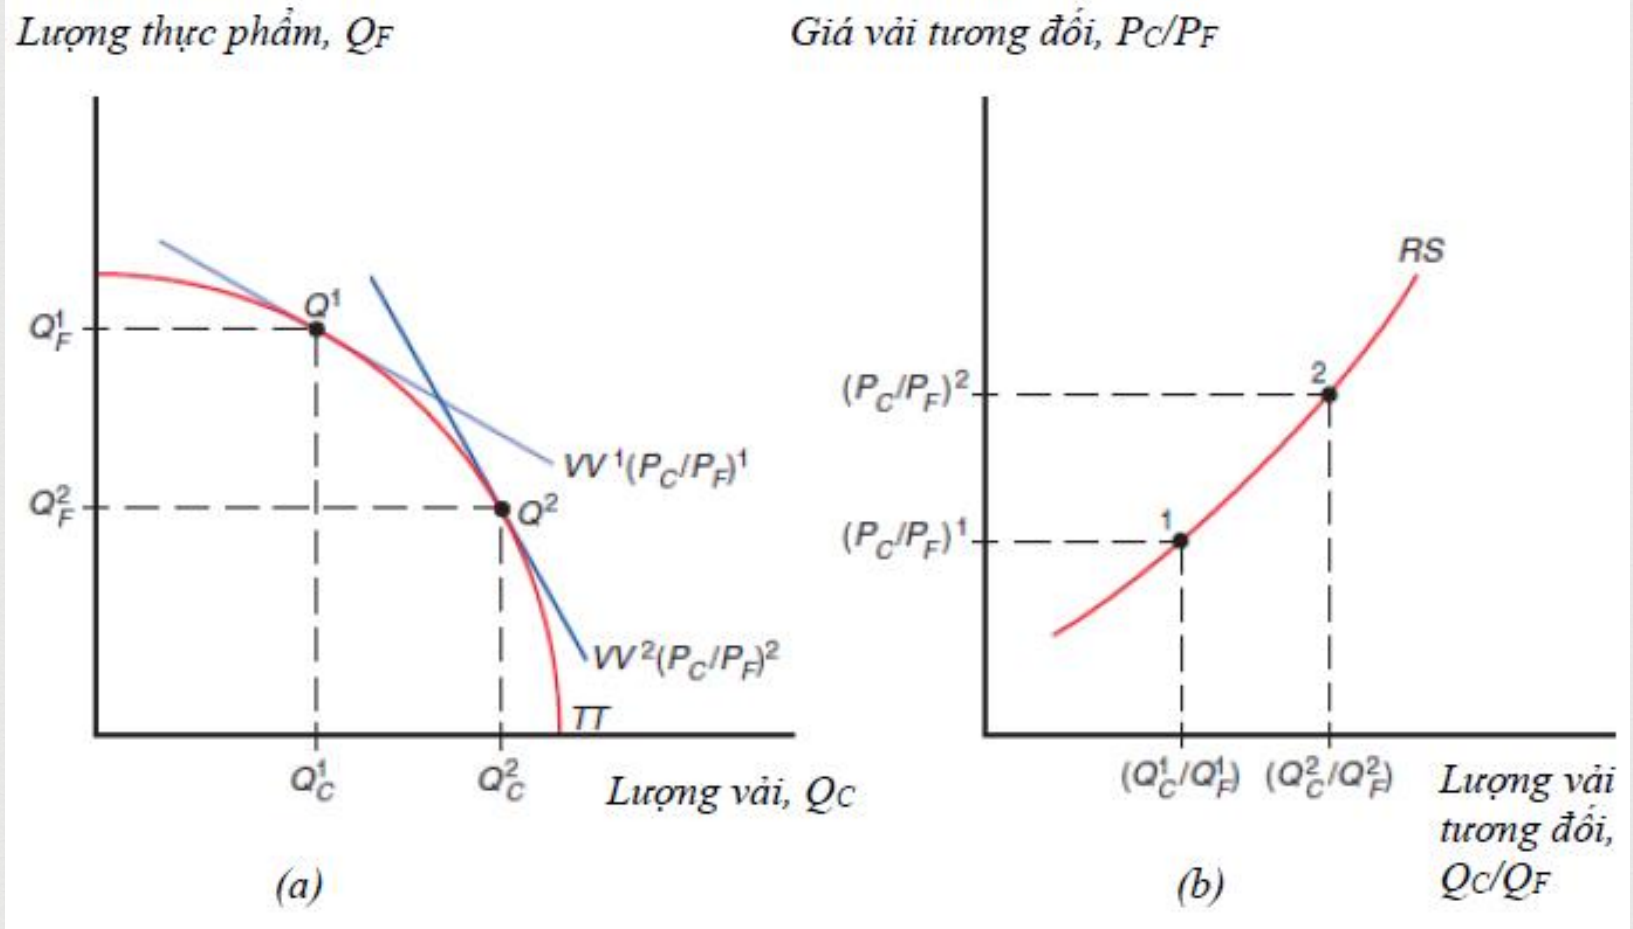 Lượng thực phẩm, QF
Q¹
Q¹F
VV¹(PC/PF)¹
Q²F
Q²
VV²(PC/PF)²
TT
Q¹C
Q²C
Lượng vải, QC
(a)
Giá vải tương đối, PC/PF
RS
2
(PC/PF)²
1
(PC/PF)¹
(Q¹C/Q¹F) (Q²C/Q²F)
Lượng vải
tương đối,
QC/QF
(b)